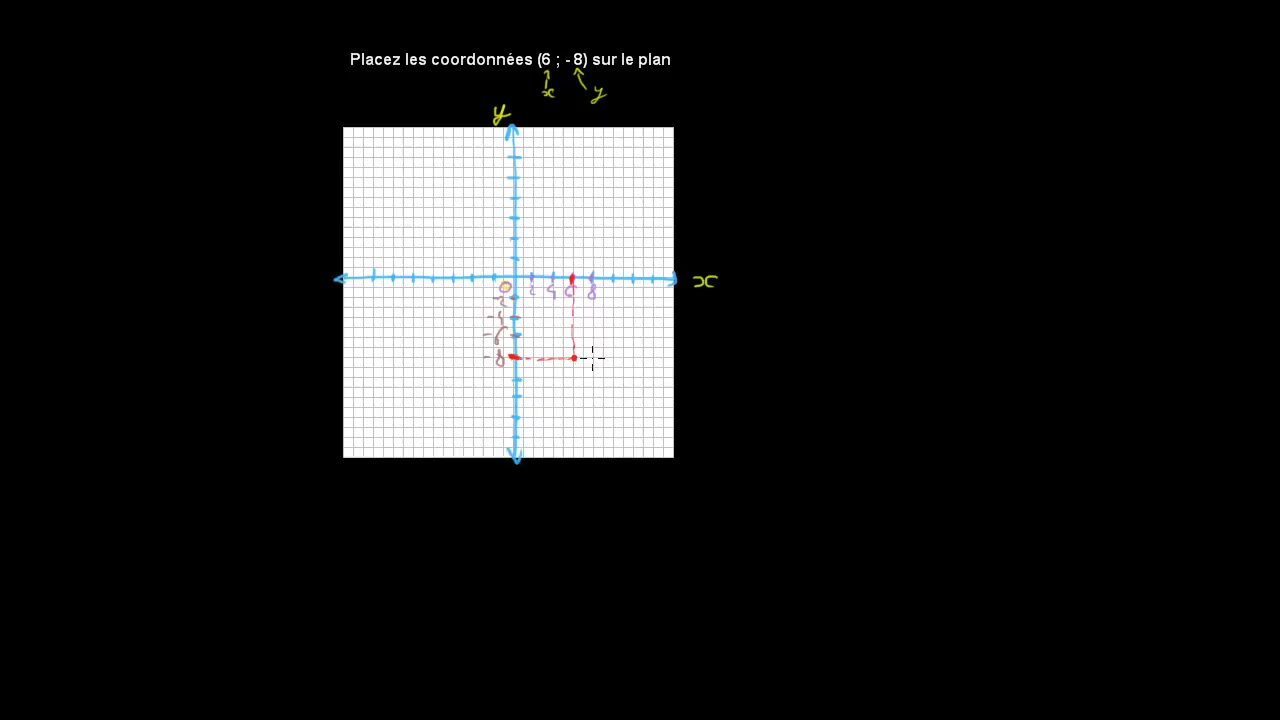 Placez les coordonnées (6 ; -8) sur le plan
x y
y
x
0 2 4 6 8
-2
-4
-6
-8